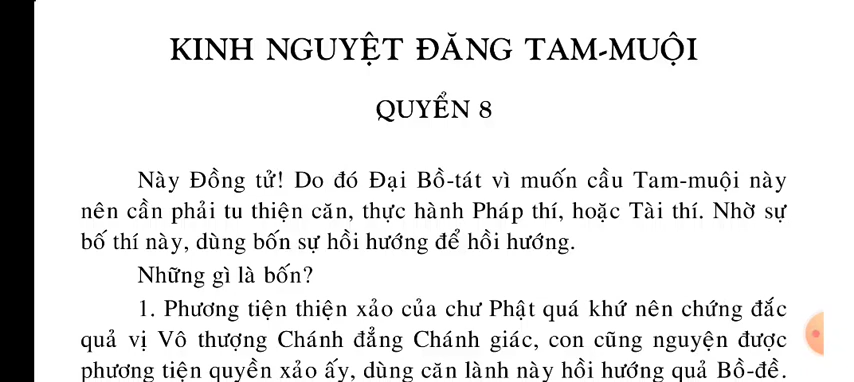 KINH NGUYỆT ĐĂNG TAM-MUỘI
QUYỂN 8
Này Đồng tử! Do đó Đại Bồ-tát vì muốn cầu Tam-muội này
nên cần phải tu thiện căn, thực hành Pháp thí, hoặc Tài thí. Nhờ sự
bố thí này, dùng bốn sự hồi hướng để hồi hướng.
Những gì là bốn?
1. Phương tiện thiện xảo của chư Phật quá khứ nên chứng đắc
quả vị Vô thượng Chánh đẳng Chánh giác, con cũng nguyện được
phương tiện quyền xảo ấy, dùng căn lành này hồi hướng quả Bồ-đề.